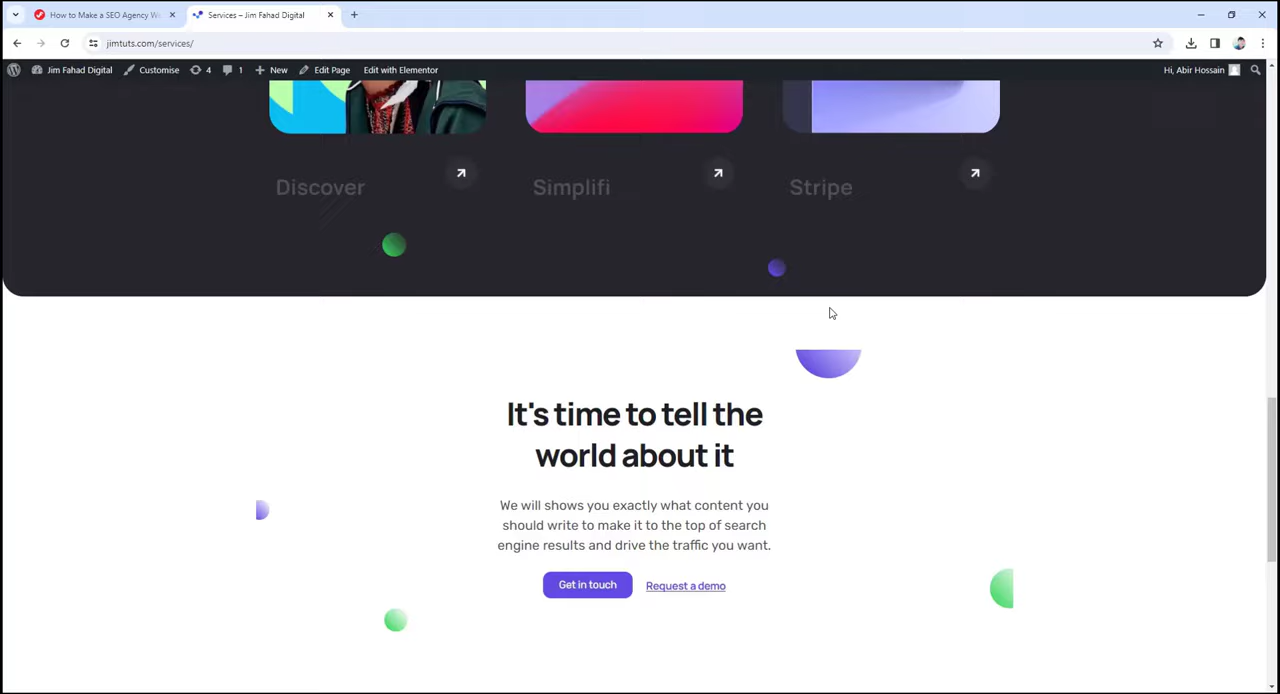 How to Make a SEO Agency W
Services – Jim Fahad Digital
jimtuts.com/services/
Jim Fahad Digital
Customise
4
1
New
Edit Page
Edit with Elementor
Hi, Abir Hossain
Discover
Simplifi
Stripe
It's time to tell the
world about it
We will shows you exactly what content you
should write to make it to the top of search
engine results and drive the traffic you want.
Get in touch
Request a demo